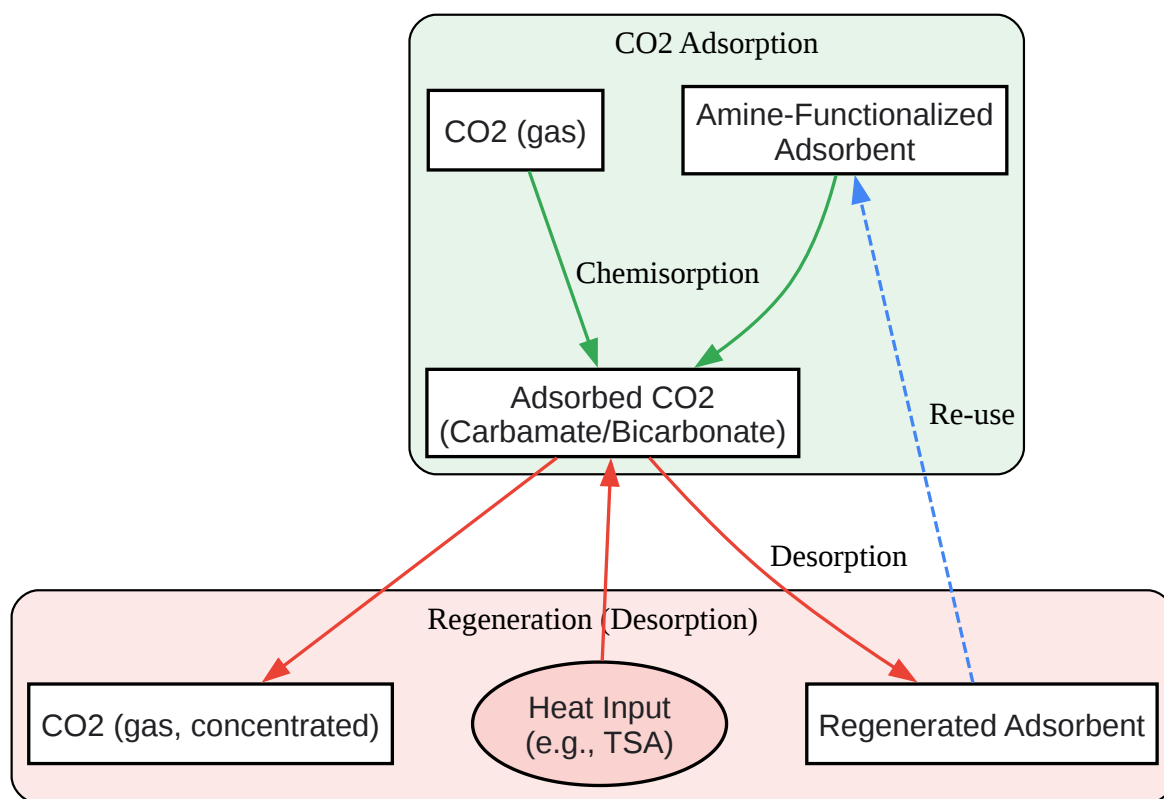 CO2 Adsorption
CO2 (gas)
Amine-Functionalized
Adsorbent
Chemisorption
Adsorbed CO2
(Carbamate/Bicarbonate)
Re-use
Desorption
Regeneration (Desorption)
CO2 (gas, concentrated)
Heat Input
(e.g., TSA)
Regenerated Adsorbent